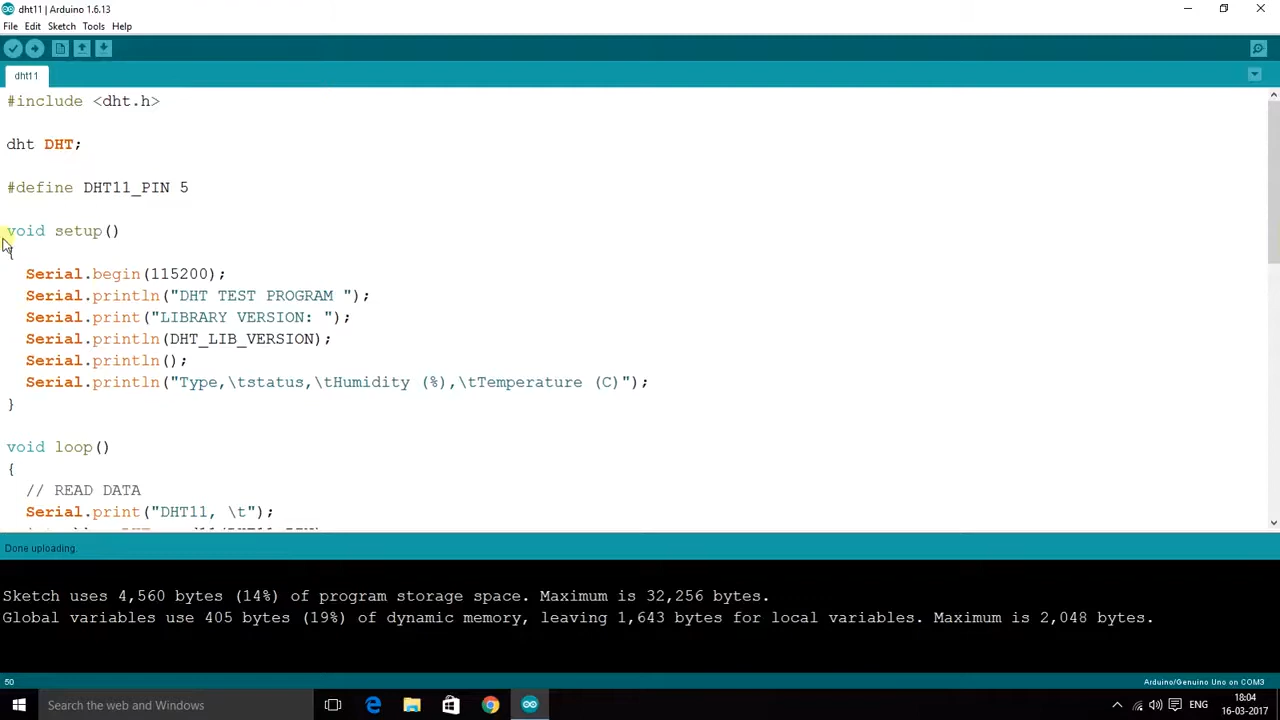 dht11 | Arduino 1.6.13
File Edit Sketch Tools Help
dht11
#include <dht.h>
dht DHT;
#define DHT11_PIN 5
void setup()
{
Serial.begin(115200);
Serial.println("DHT TEST PROGRAM ");
Serial.print("LIBRARY VERSION: ");
Serial.println(DHT_LIB_VERSION);
Serial.println();
Serial.println("Type,\tstatus,\tHumidity (%),\tTemperature (C)");
}
void loop()
{
// READ DATA
Serial.print("DHT11, \t");
Done uploading.
Sketch uses 4,560 bytes (14%) of program storage space. Maximum is 32,256 bytes.
Global variables use 405 bytes (19%) of dynamic memory, leaving 1,643 bytes for local variables. Maximum is 2,048 bytes.
50
Arduino/Genuino Uno on COM3
Search the web and Windows
ENG
18:04
16-03-2017